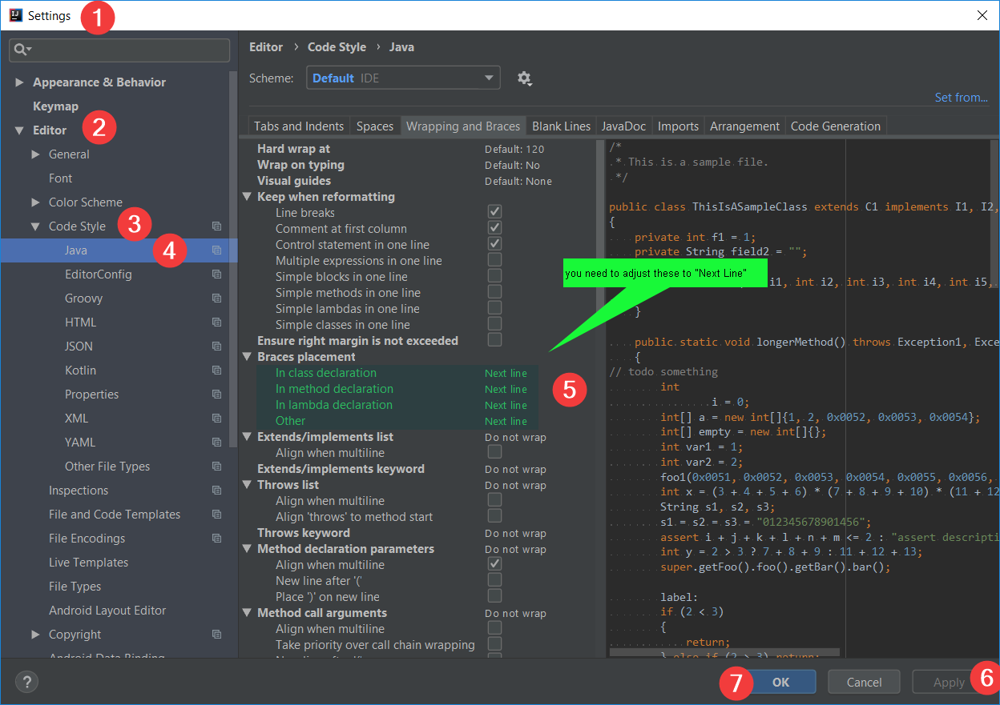 Settings
1
Appearance & Behavior
Keymap
Editor
2
General
Font
Color Scheme
Code Style
3
Java
4
EditorConfig
Groovy
HTML
JSON
Kotlin
Properties
XML
YAML
Other File Types
Inspections
File and Code Templates
File Encodings
Live Templates
File Types
Android Layout Editor
Copyright
Android Data Binding
Editor › Code Style › Java
Scheme: Default IDE
Set from...
Tabs and Indents Spaces Wrapping and Braces Blank Lines JavaDoc Imports Arrangement Code Generation
Hard wrap at Default: 120
Wrap on typing Default: No
Visual guides Default: None
Keep when reformatting
Line breaks
Comment at first column
Control statement in one line
Multiple expressions in one line
Simple blocks in one line
Simple methods in one line
Simple lambdas in one line
Simple classes in one line
Ensure right margin is not exceeded
Braces placement
In class declaration Next line
In method declaration Next line
In lambda declaration Next line
Other Next line
5
Extends/implements list Do not wrap
Align when multiline
Extends/implements keyword Do not wrap
Throws list Do not wrap
Align when multiline
Align 'throws' to method start
Throws keyword Do not wrap
Method declaration parameters Do not wrap
Align when multiline
New line after '('
Place ')' on new line
Method call arguments Do not wrap
Align when multiline
Take priority over call chain wrapping
you need to adjust these to "Next Line"
/*
* This is a sample file.
*/
public class ThisIsASampleClass extends C1 implements I1, I2,
{
private int f1 = 1;
private String field2 = "";
i1, int i2, int i3, int i4, int i5,
}
public static void longerMethod() throws Exception1, Exce
{
// todo something
int
i = 0;
int[] a = new int[]{1, 2, 0x0052, 0x0053, 0x0054};
int[] empty = new int[]{};
int var1 = 1;
int var2 = 2;
foo1(0x0051, 0x0052, 0x0053, 0x0054, 0x0055, 0x0056,
int x = (3 + 4 + 5 + 6) * (7 + 8 + 9 + 10) * (11 + 12
String s1, s2, s3;
s1 = s2 = s3 = "012345678901456";
assert i + j + k + l + n + m <= 2 : "assert descripti
int y = 2 > 3 ? 7 + 8 + 9 : 11 + 12 + 13;
super.getFoo().foo().getBar().bar();
label:
if (2 < 3)
{
return;
} else if (2 > 3) return;
?
7
OK
Cancel
Apply
6